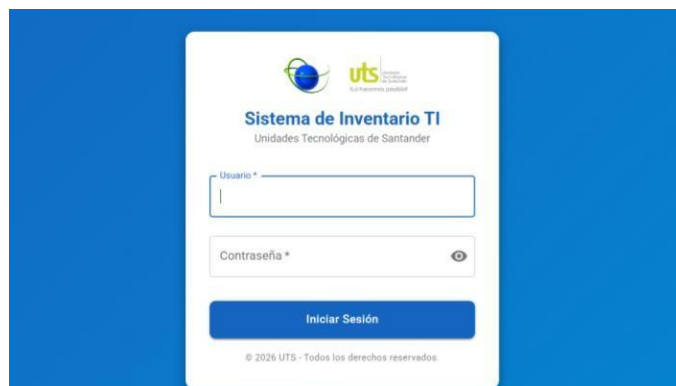 uts
¡Lo hacemos posible!
Sistema de Inventario TI
Unidades Tecnológicas de Santander
Usuario *
Contraseña *
Iniciar Sesión
© 2026 UTS - Todos los derechos reservados.